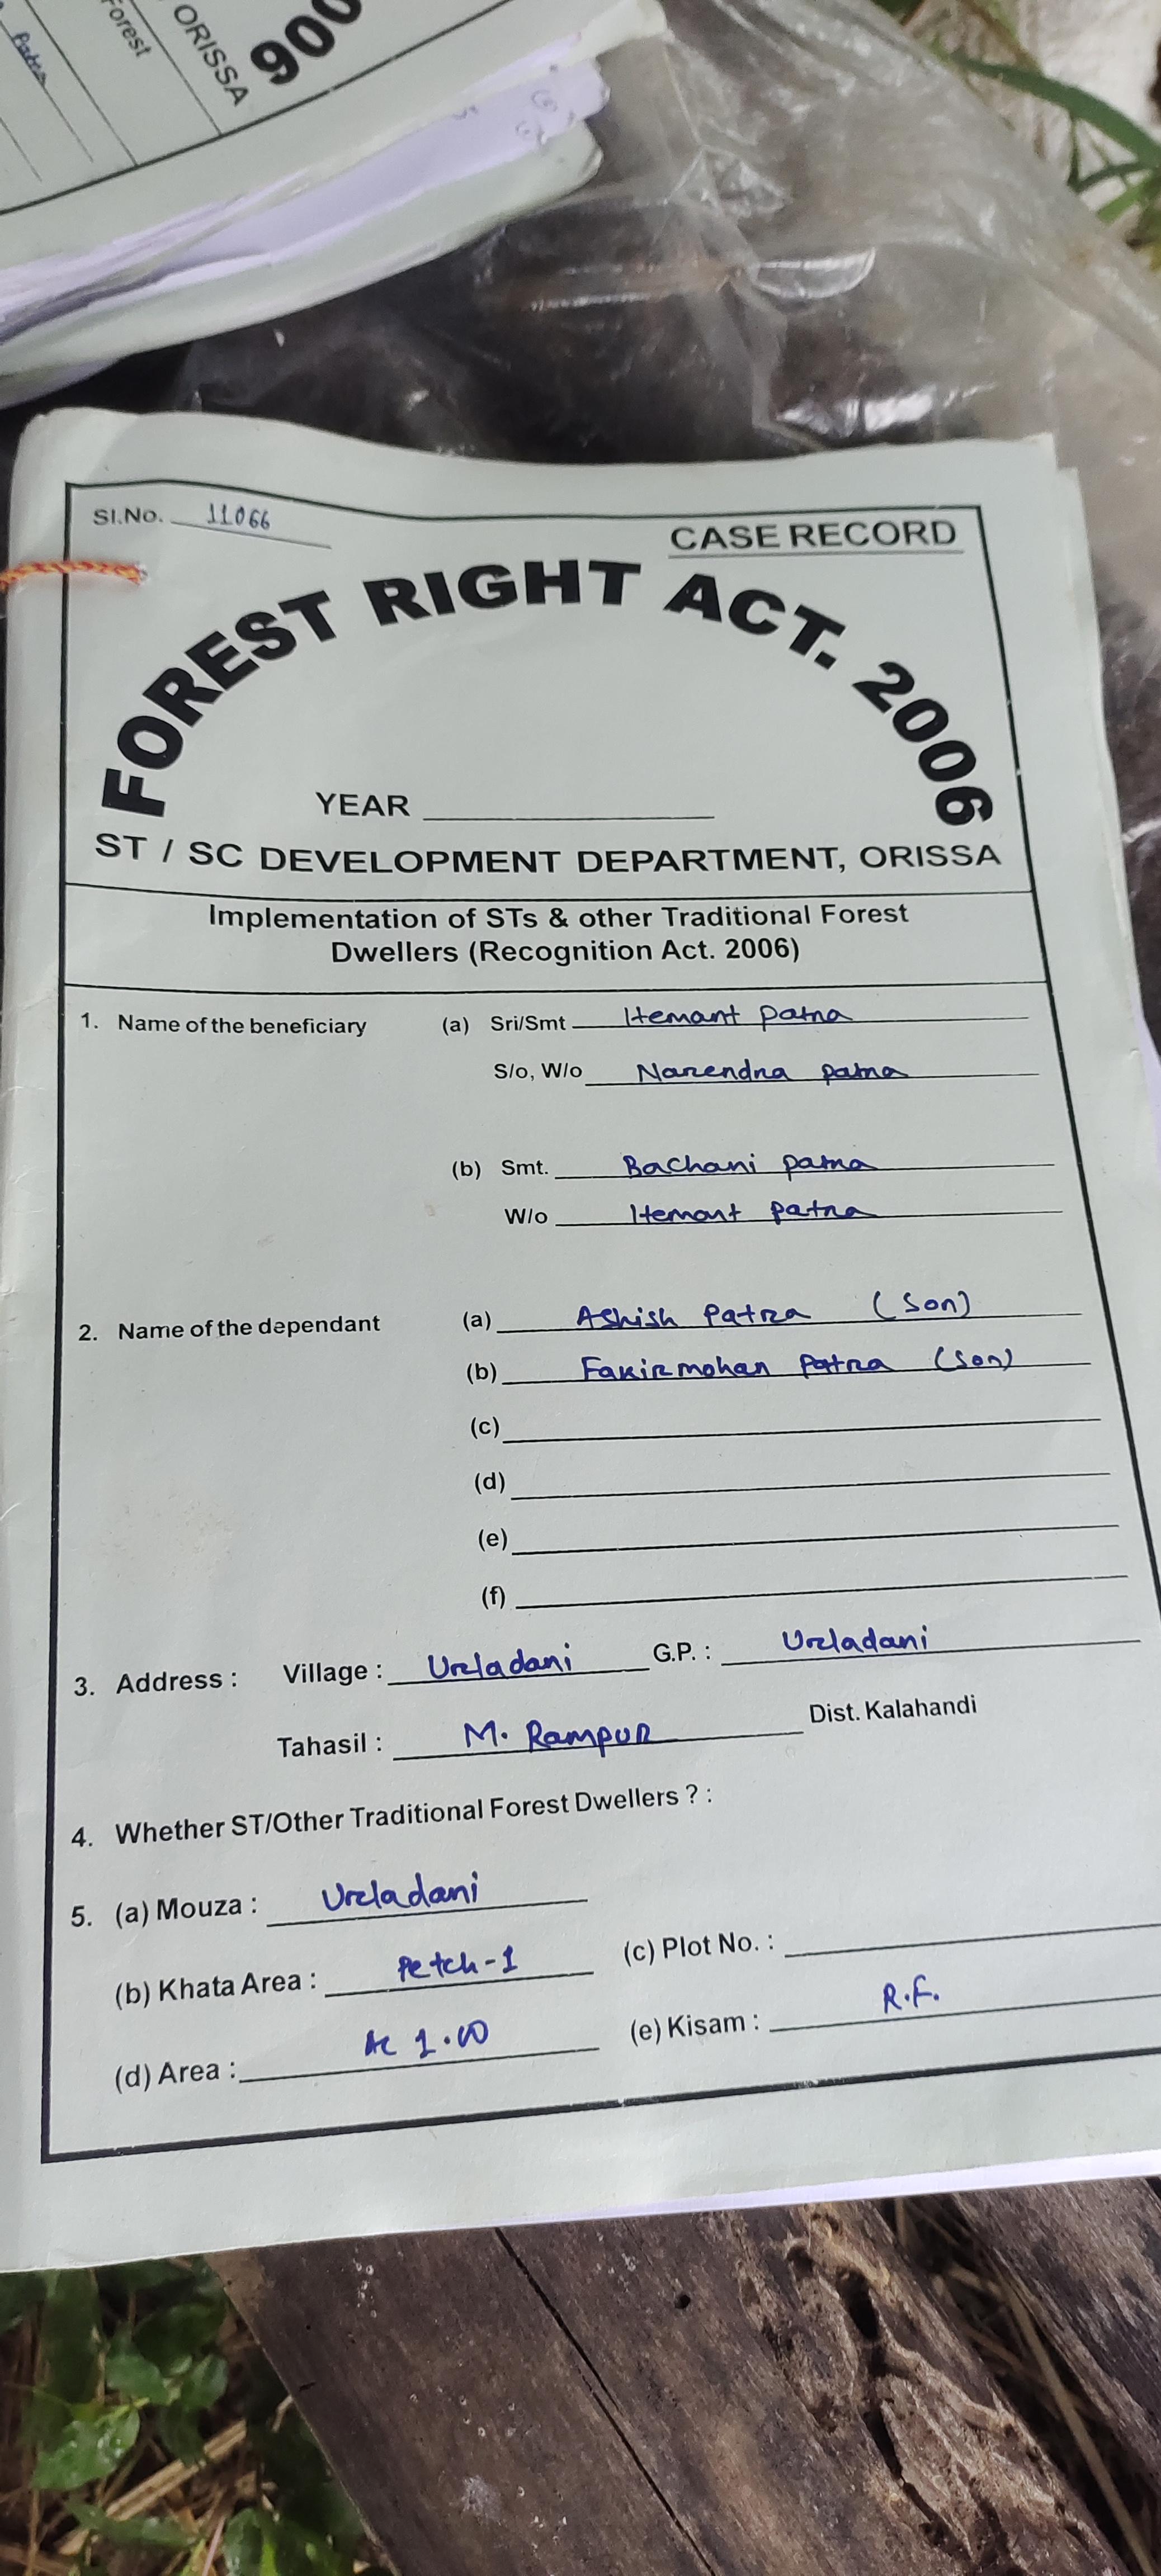 Patra
Forest
ORISSA
900
Sl.No. 11066
CASE RECORD
FOREST RIGHT ACT. 2006
YEAR
ST / SC DEVELOPMENT DEPARTMENT, ORISSA
Implementation of STs & other Traditional Forest
Dwellers (Recognition Act. 2006)
1. Name of the beneficiary (a) Sri/Smt Hemant Patra
S/o, W/o Narendra patra
(b) Smt. Bachani patra
W/o Hemant patra
2. Name of the dependant (a) Ashish Patra (Son)
(b) Fakirmohan Patra (Son)
(c)
(d)
(e)
(f)
3. Address : Village : Urladani G.P. : Urladani
Tahasil : M. Rampur Dist. Kalahandi
4. Whether ST/Other Traditional Forest Dwellers ? :
5. (a) Mouza : Urladani
(b) Khata Area : Petch-1 (c) Plot No. :
(d) Area : Ac 1.00 (e) Kisam : R.F.